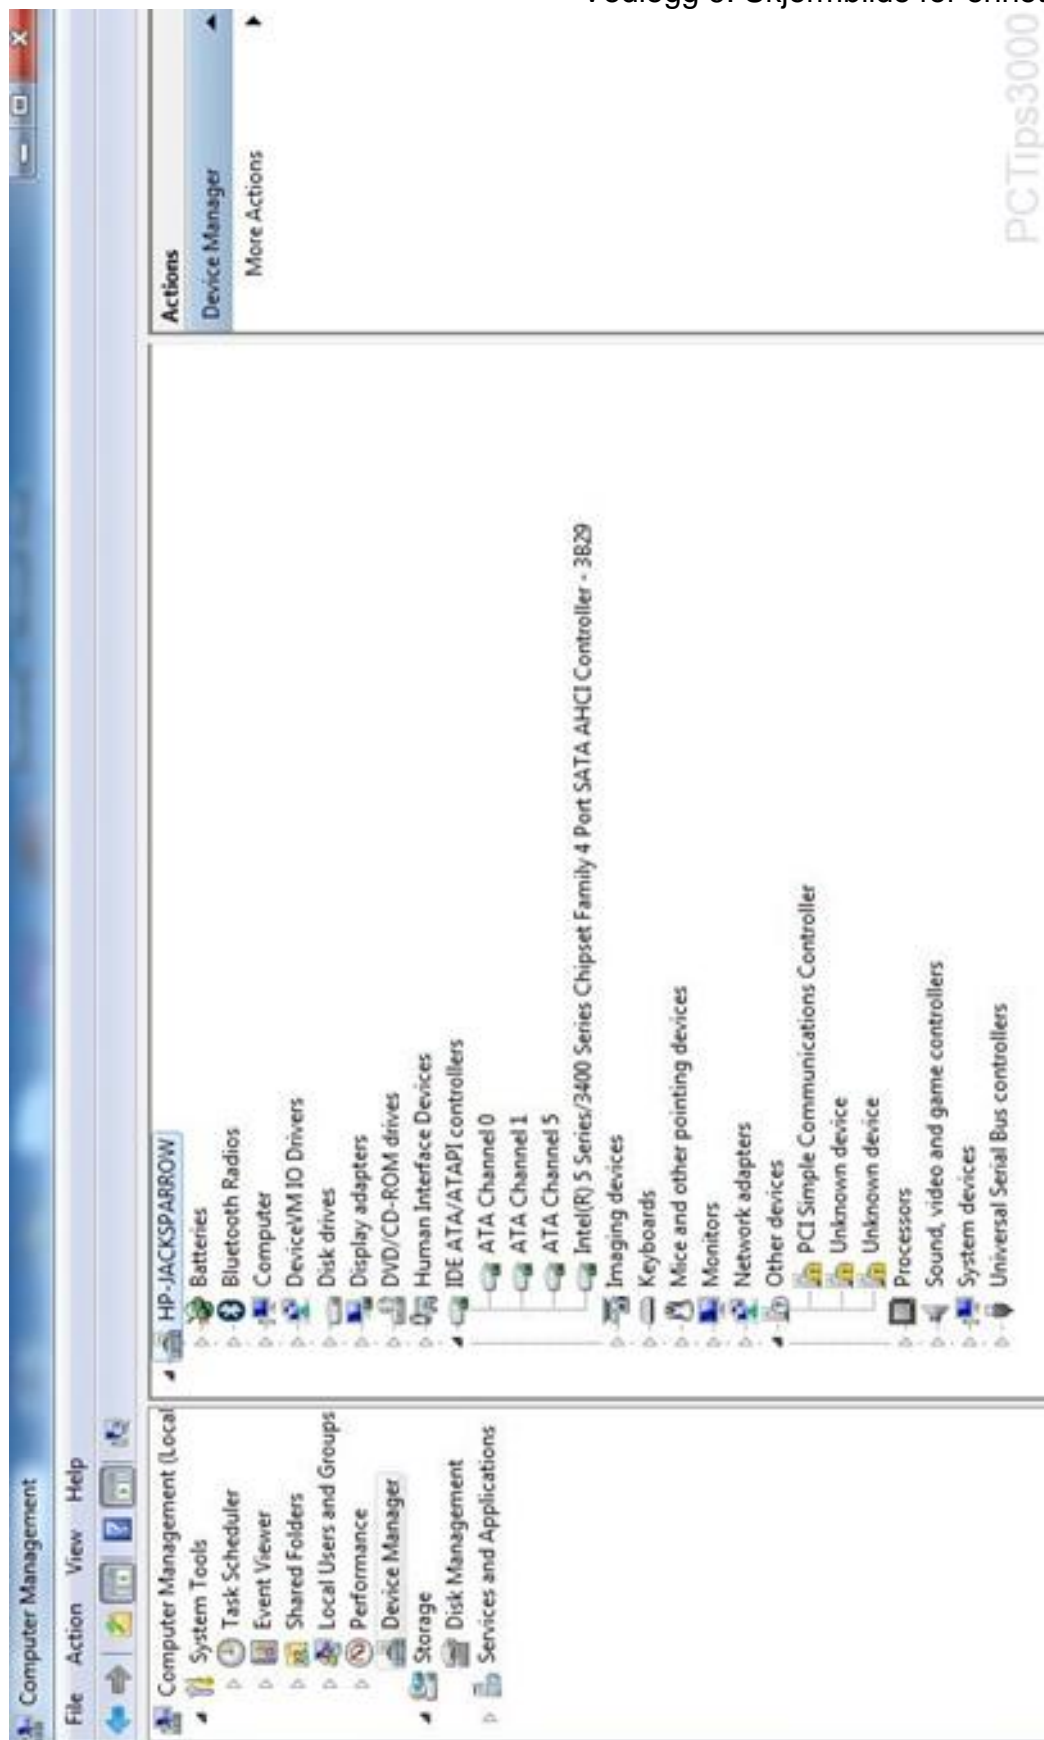 Computer Management
File Action View Help
Computer Management (Local
System Tools
Task Scheduler
Event Viewer
Shared Folders
Local Users and Groups
Performance
Device Manager
Storage
Disk Management
Services and Applications
HP-JACKSPARROW
Batteries
Bluetooth Radios
Computer
DeviceVM IO Drivers
Disk drives
Display adapters
DVD/CD-ROM drives
Human Interface Devices
IDE ATA/ATAPI controllers
ATA Channel 0
ATA Channel 1
ATA Channel 5
Intel(R) 5 Series/3400 Series Chipset Family 4 Port SATA AHCI Controller - 3B29
Imaging devices
Keyboards
Mice and other pointing devices
Monitors
Network adapters
Other devices
PCI Simple Communications Controller
Unknown device
Unknown device
Processors
Sound, video and game controllers
System devices
Universal Serial Bus controllers
Actions
Device Manager
More Actions
PCTips3000